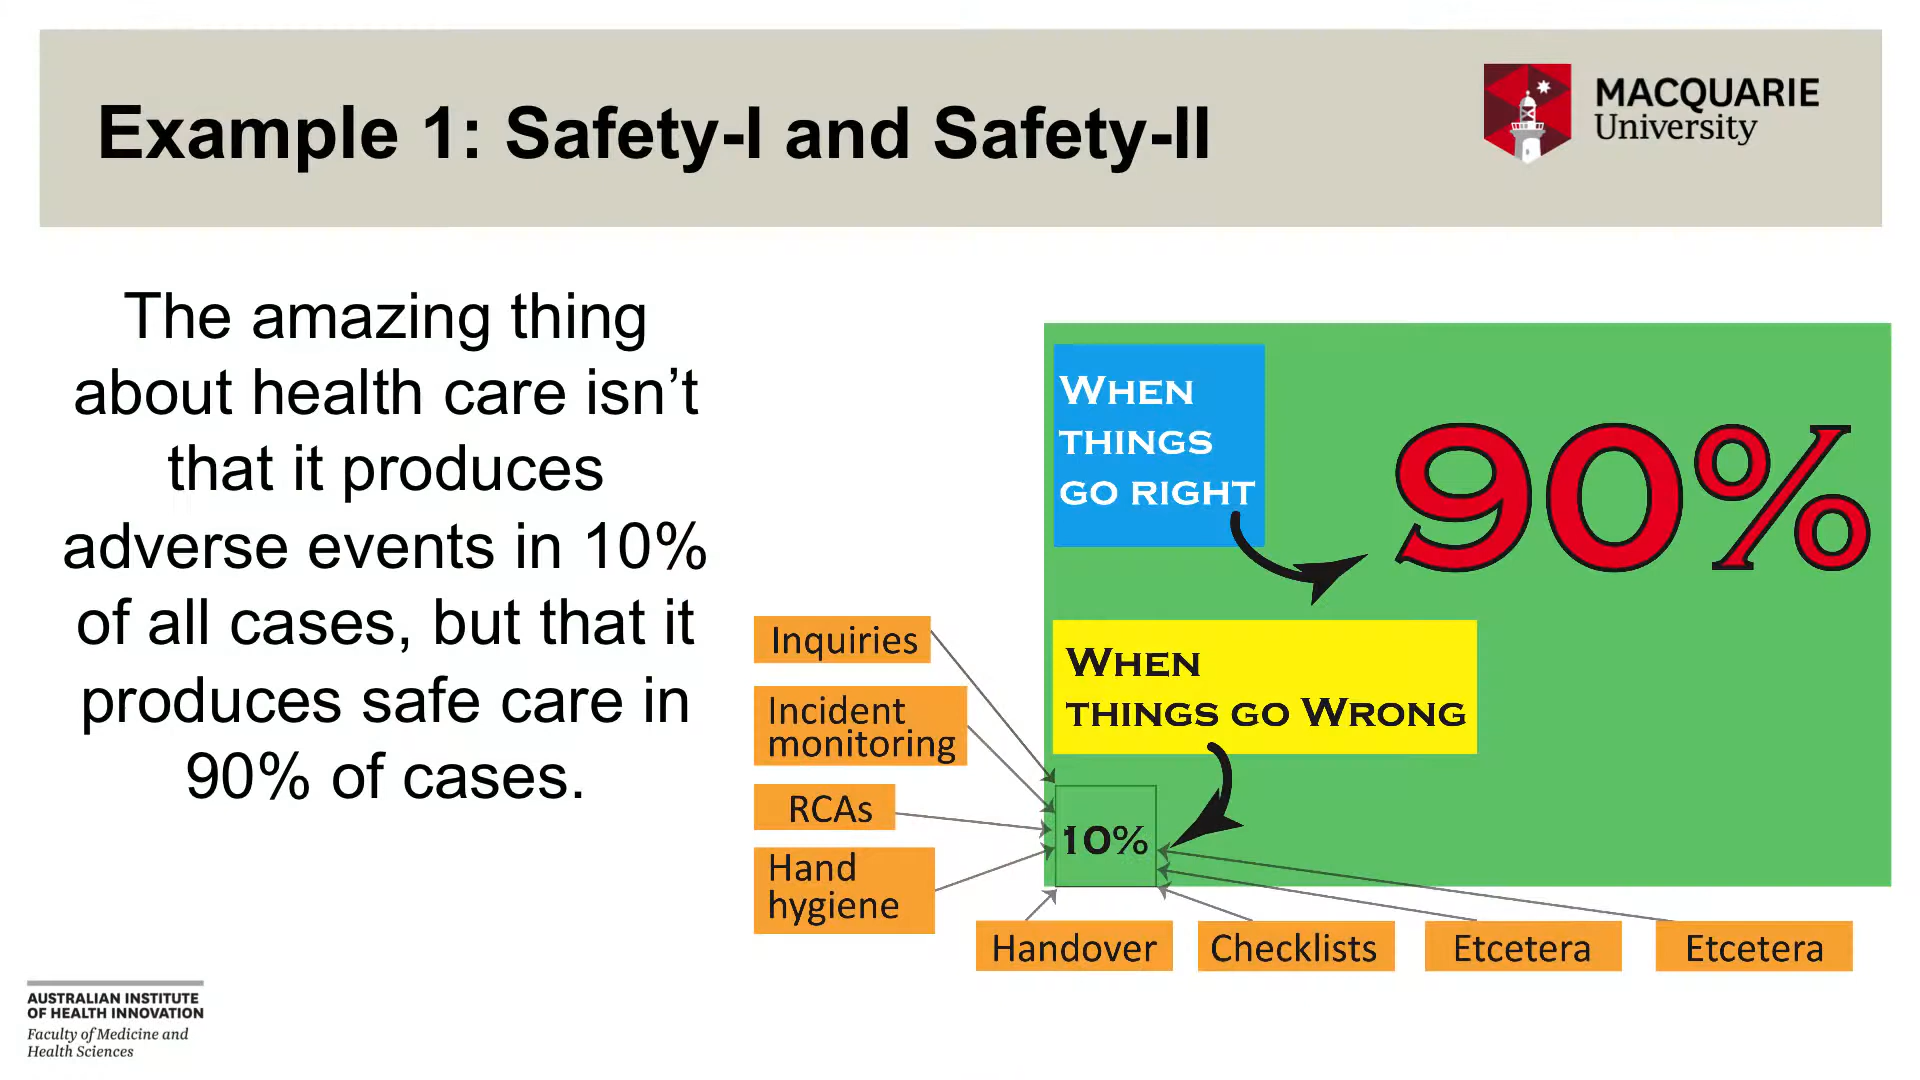 Example 1: Safety-I and Safety-II
MACQUARIE
University
The amazing thing
about health care isn’t
that it produces
adverse events in 10%
of all cases, but that it
produces safe care in
90% of cases.
WHEN
THINGS
GO RIGHT
90%
WHEN
THINGS GO WRONG
10%
Inquiries
Incident
monitoring
RCAs
Hand
hygiene
Handover
Checklists
Etcetera
Etcetera
AUSTRALIAN INSTITUTE
OF HEALTH INNOVATION
Faculty of Medicine and
Health Sciences